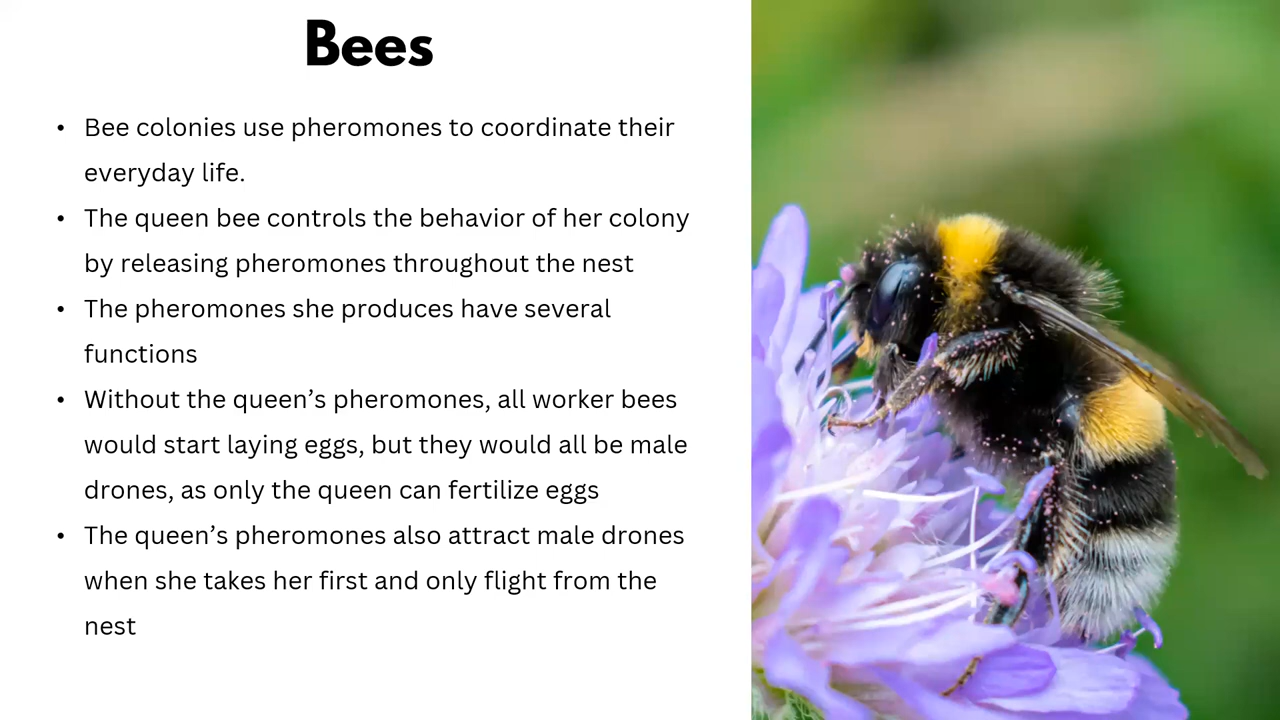 Bees
• Bee colonies use pheromones to coordinate their
everyday life.
• The queen bee controls the behavior of her colony
by releasing pheromones throughout the nest
• The pheromones she produces have several
functions
• Without the queen’s pheromones, all worker bees
would start laying eggs, but they would all be male
drones, as only the queen can fertilize eggs
• The queen’s pheromones also attract male drones
when she takes her first and only flight from the
nest